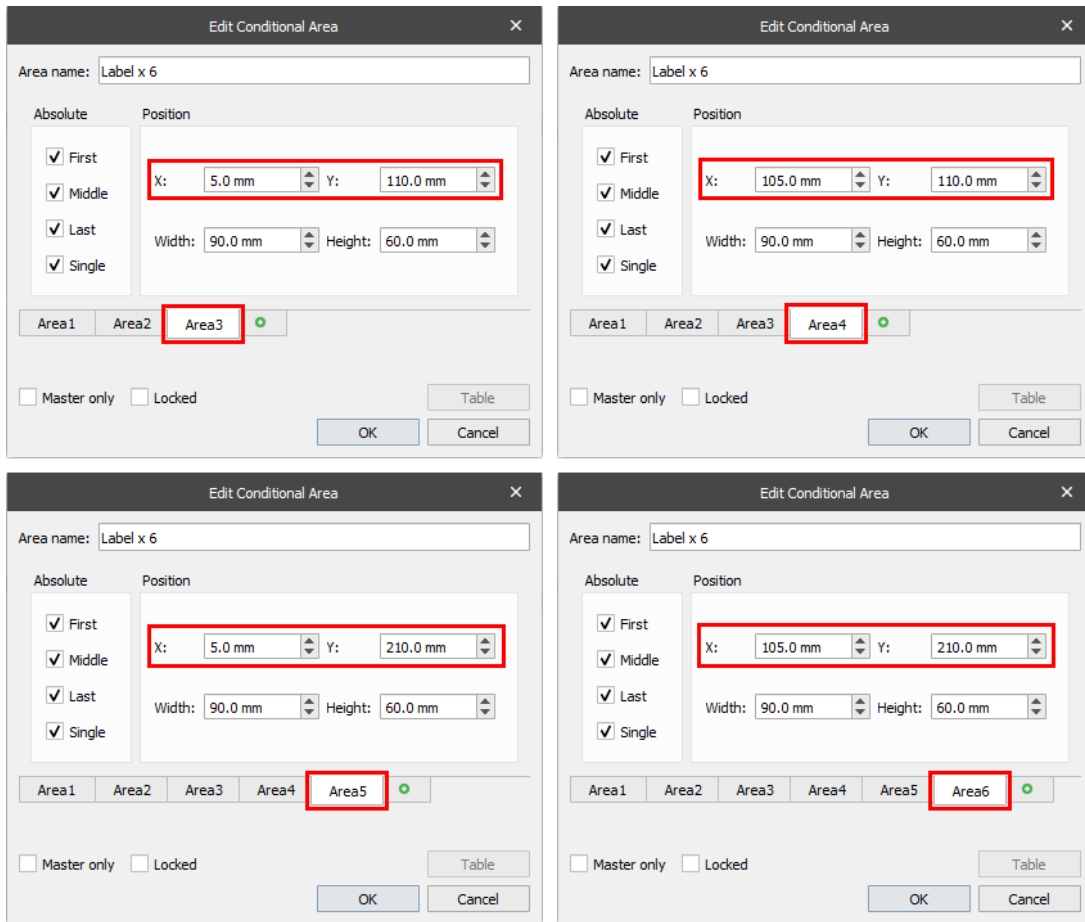 Edit Conditional Area
Area name: Label x 6
Absolute Position
First
X: 5.0 mm Y: 110.0 mm
Middle
Last
Width: 90.0 mm Height: 60.0 mm
Single
Area1 Area2 Area3
Master only Locked Table
OK Cancel
Edit Conditional Area
Area name: Label x 6
Absolute Position
First
X: 105.0 mm Y: 110.0 mm
Middle
Last
Width: 90.0 mm Height: 60.0 mm
Single
Area1 Area2 Area3 Area4
Master only Locked Table
OK Cancel
Edit Conditional Area
Area name: Label x 6
Absolute Position
First
X: 5.0 mm Y: 210.0 mm
Middle
Last
Width: 90.0 mm Height: 60.0 mm
Single
Area1 Area2 Area3 Area4 Area5
Master only Locked Table
OK Cancel
Edit Conditional Area
Area name: Label x 6
Absolute Position
First
X: 105.0 mm Y: 210.0 mm
Middle
Last
Width: 90.0 mm Height: 60.0 mm
Single
Area1 Area2 Area3 Area4 Area5 Area6
Master only Locked Table
OK Cancel